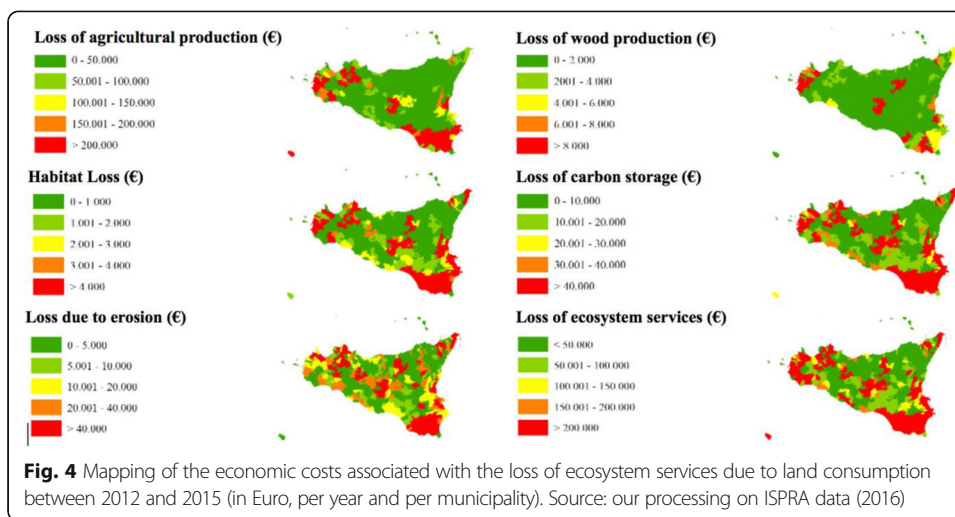 Loss of agricultural production (€)
0 - 50.000
50.001 - 100.000
100.001 - 150.000
150.001 - 200.000
> 200.000
Loss of wood production (€)
0 - 2.000
2001 - 4.000
4.001 - 6.000
6.001 - 8.000
> 8.000
Habitat Loss (€)
0 - 1.000
1.001 - 2.000
2.001 - 3.000
3.001 - 4.000
> 4.000
Loss of carbon storage (€)
0 - 10.000
10.001 - 20.000
20.001 - 30.000
30.001 - 40.000
> 40.000
Loss due to erosion (€)
0 - 5.000
5.001 - 10.000
10.001 - 20.000
20.001 - 40.000
> 40.000
Loss of ecosystem services (€)
< 50.000
50.001 - 100.000
100.001 - 150.000
150.001 - 200.000
> 200.000
Fig. 4 Mapping of the economic costs associated with the loss of ecosystem services due to land consumption
between 2012 and 2015 (in Euro, per year and per municipality). Source: our processing on ISPRA data (2016)